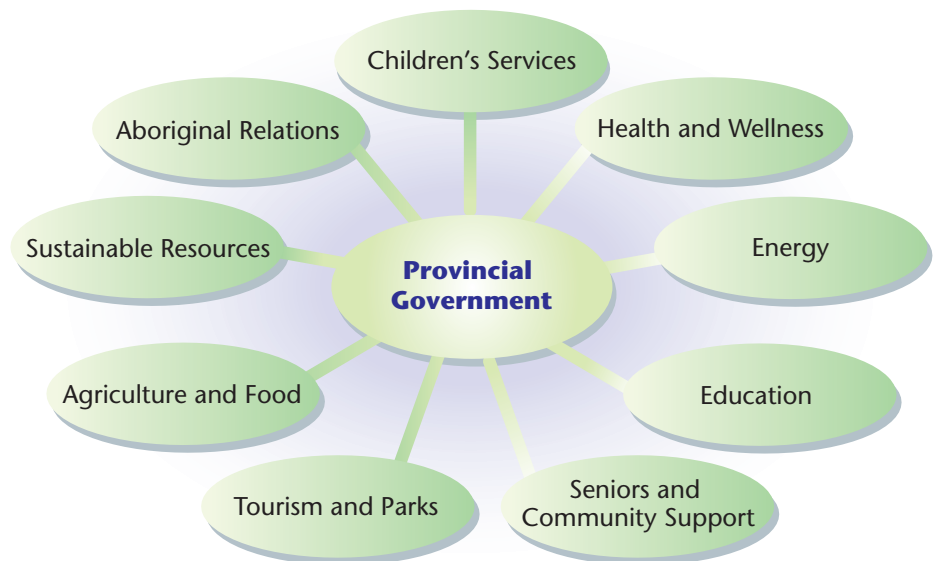 Children’s Services
Aboriginal Relations
Health and Wellness
Sustainable Resources
Energy
Provincial
Government
Agriculture and Food
Education
Tourism and Parks
Seniors and
Community Support